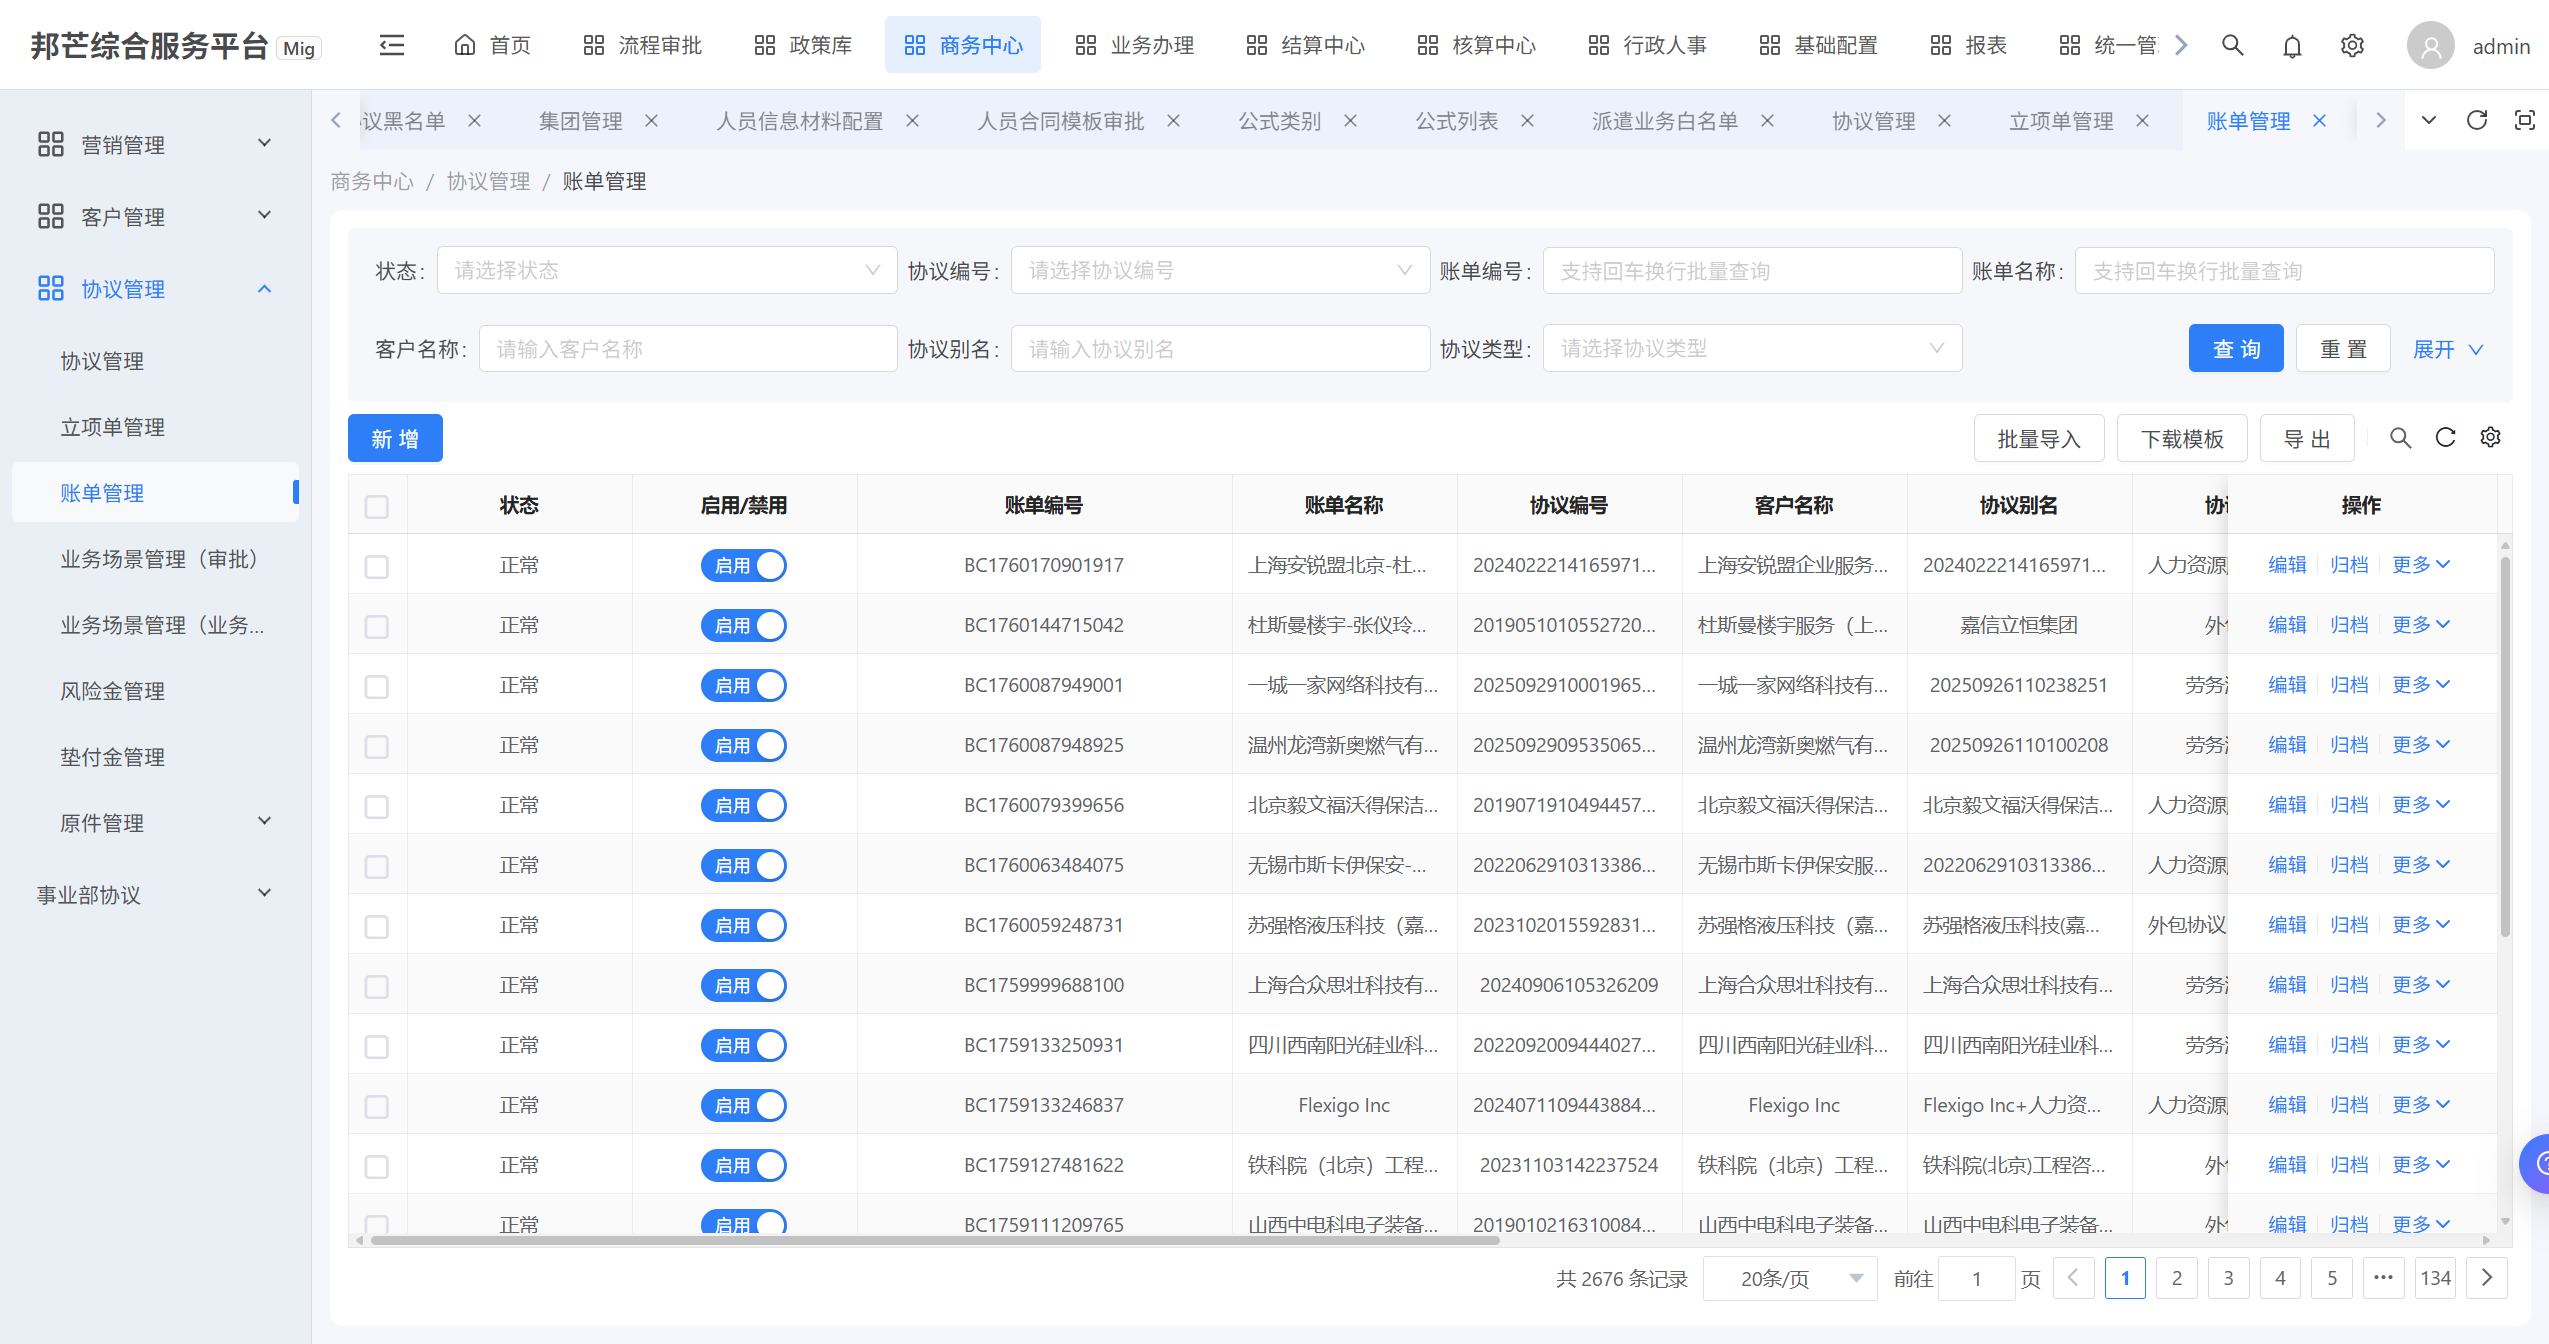 邦芒综合服务平台 Mig 首页 流程审批 政策库 商务中心 业务办理 结算中心 核算中心 行政人事 基础配置 报表 统一管 admin
议黑名单 集团管理 人员信息材料配置 人员合同模板审批 公式类别 公式列表 派遣业务白名单 协议管理 立项单管理 账单管理
商务中心 / 协议管理 / 账单管理
营销管理
客户管理
协议管理
协议管理
立项单管理
账单管理
业务场景管理（审批）
业务场景管理（业务...
风险金管理
垫付金管理
原件管理
事业部协议
状态: 请选择状态 协议编号: 请选择协议编号 账单编号: 支持回车换行批量查询 账单名称: 支持回车换行批量查询
客户名称: 请输入客户名称 协议别名: 请输入协议别名 协议类型: 请选择协议类型 查 询 重 置 展开
新 增 批量导入 下载模板 导 出
状态 启用/禁用 账单编号 账单名称 协议编号 客户名称 协议别名 协 操作
正常 启用 BC1760170901917 上海安锐盟北京-杜... 2024022214165971... 上海安锐盟企业服务... 2024022214165971... 人力资源 编辑 归档 更多
正常 启用 BC1760144715042 杜斯曼楼宇-张仪玲... 2019051010552720... 杜斯曼楼宇服务（上... 嘉信立恒集团 外 编辑 归档 更多
正常 启用 BC1760087949001 一城一家网络科技有... 2025092910001965... 一城一家网络科技有... 20250926110238251 劳务 编辑 归档 更多
正常 启用 BC1760087948925 温州龙湾新奥燃气有... 2025092909535065... 温州龙湾新奥燃气有... 20250926110100208 劳务 编辑 归档 更多
正常 启用 BC1760079399656 北京毅文福沃得保洁... 2019071910494457... 北京毅文福沃得保洁... 北京毅文福沃得保洁... 人力资源 编辑 归档 更多
正常 启用 BC1760063484075 无锡市斯卡伊保安-... 2022062910313386... 无锡市斯卡伊保安服... 2022062910313386... 人力资源 编辑 归档 更多
正常 启用 BC1760059248731 苏强格液压科技（嘉... 2023102015592831... 苏强格液压科技（嘉... 苏强格液压科技(嘉... 外包协议 编辑 归档 更多
正常 启用 BC1759999688100 上海合众思壮科技有... 20240906105326209 上海合众思壮科技有... 上海合众思壮科技有... 劳务 编辑 归档 更多
正常 启用 BC1759133250931 四川西南阳光硅业科... 2022092009444027... 四川西南阳光硅业科... 四川西南阳光硅业科... 劳务 编辑 归档 更多
正常 启用 BC1759133246837 Flexigo Inc 2024071109443884... Flexigo Inc Flexigo Inc+人力资... 人力资源 编辑 归档 更多
正常 启用 BC1759127481622 铁科院（北京）工程... 20231103142237524 铁科院（北京）工程... 铁科院(北京)工程咨... 外 编辑 归档 更多
正常 启用 BC1759111209765 山西中电科电子装备... 2019010216310084... 山西中电科电子装备... 山西中电科电子装备... 外 编辑 归档 更多
共 2676 条记录 20条/页 前往 1 页 1 2 3 4 5 ••• 134